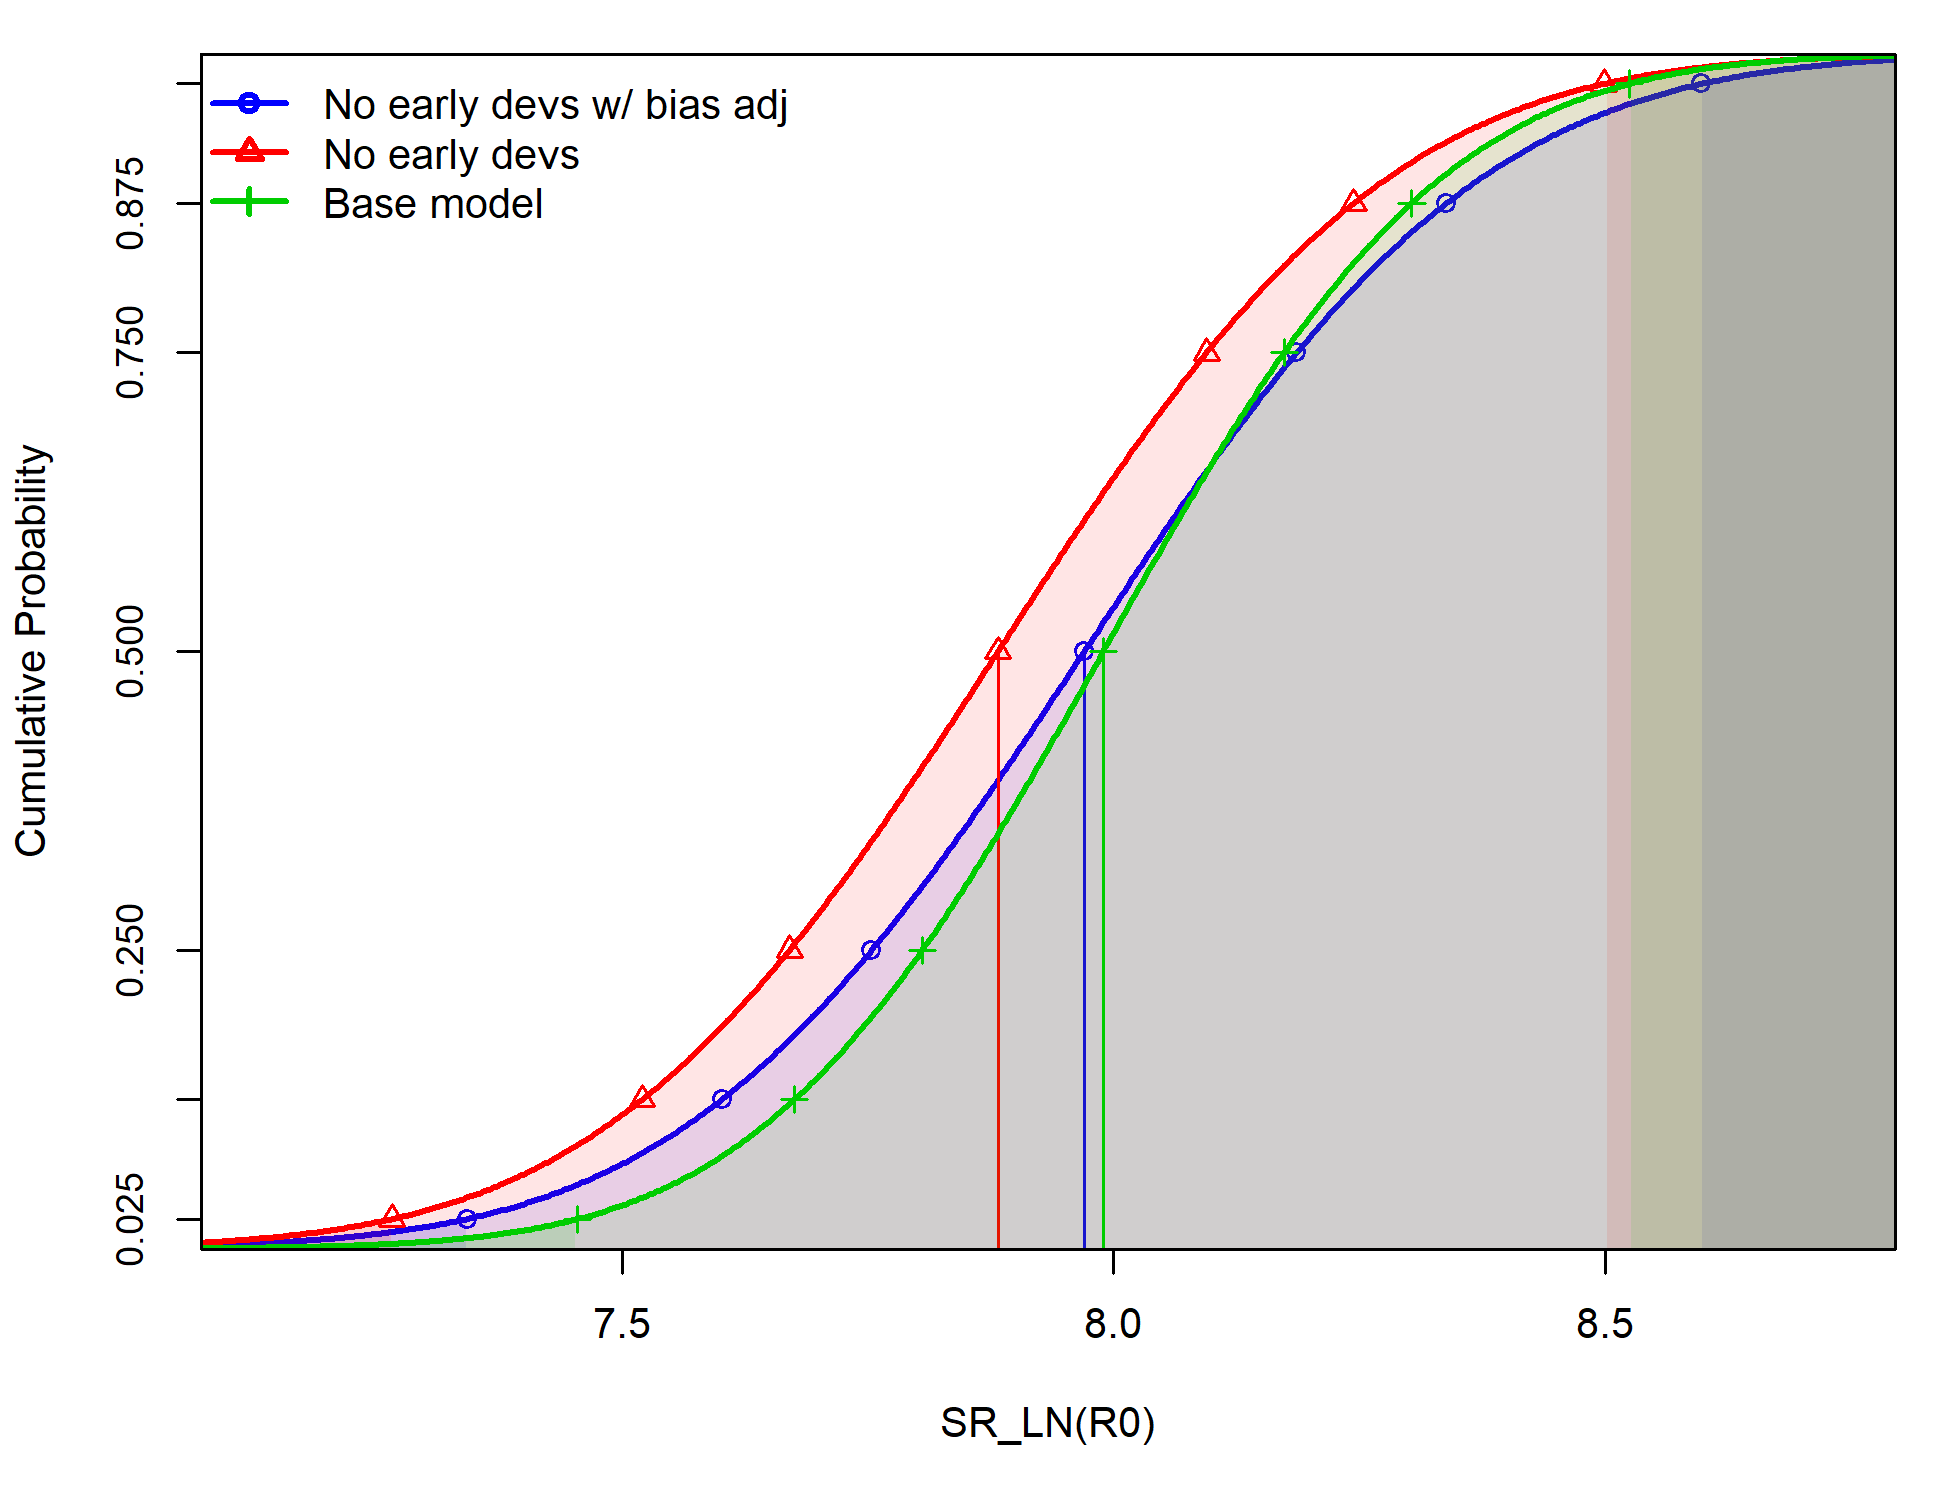 No early devs w/ bias adj
No early devs
Base model
Cumulative Probability
0.875
0.750
0.500
0.250
0.025
7.5 8.0 8.5
SR_LN(R0)